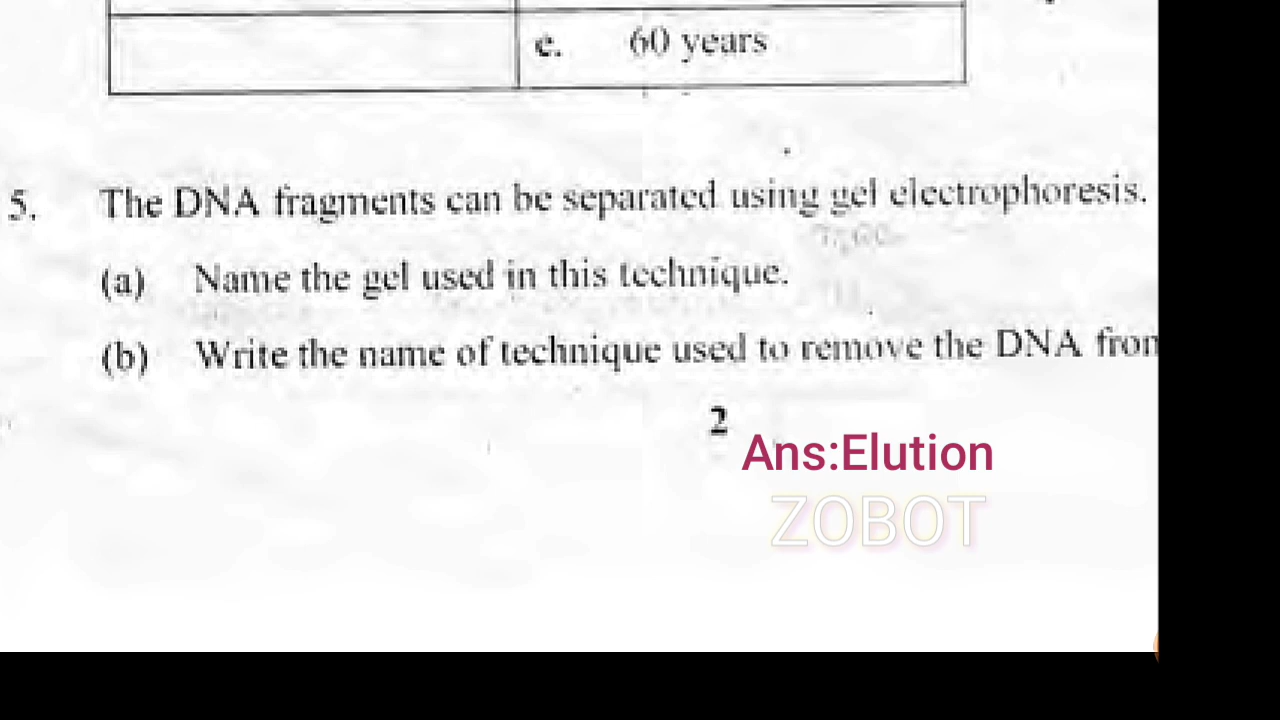 c. 60 years
5. The DNA fragments can be separated using gel electrophoresis.
(a) Name the gel used in this technique.
(b) Write the name of technique used to remove the DNA from
2
Ans:Elution
ZOBOT